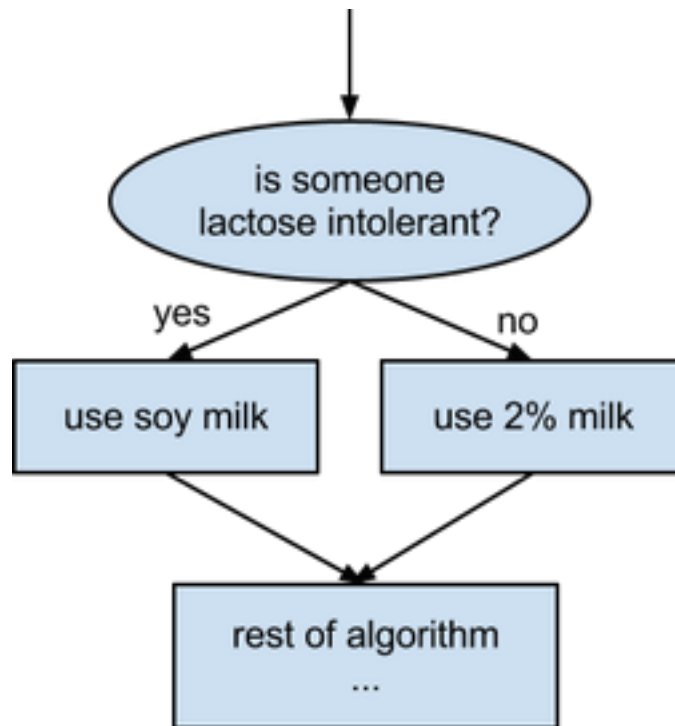 is someone
lactose intolerant?
yes
no
use soy milk
use 2% milk
rest of algorithm
...